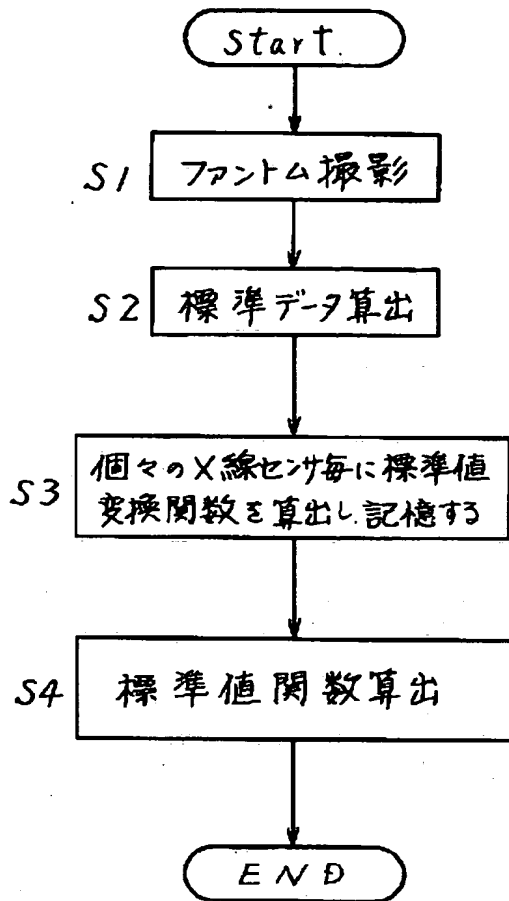 Start
S1 ファントム撮影
S2 標準データ算出
S3 個々のX線センサ毎に標準値
変換関数を算出し記憶する
S4 標準値関数算出
END